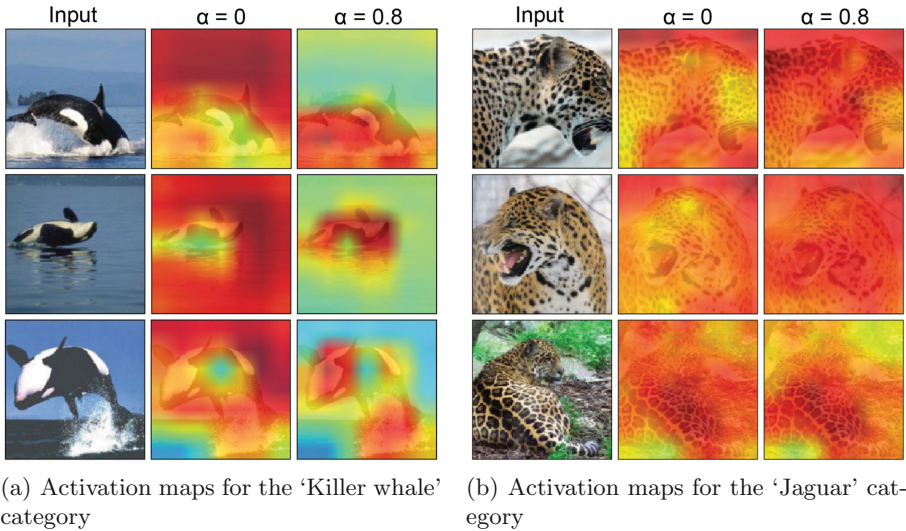 Input α = 0 α = 0.8 Input α = 0 α = 0.8
(a) Activation maps for the ‘Killer whale’
category
(b) Activation maps for the ‘Jaguar’ cat-
egory